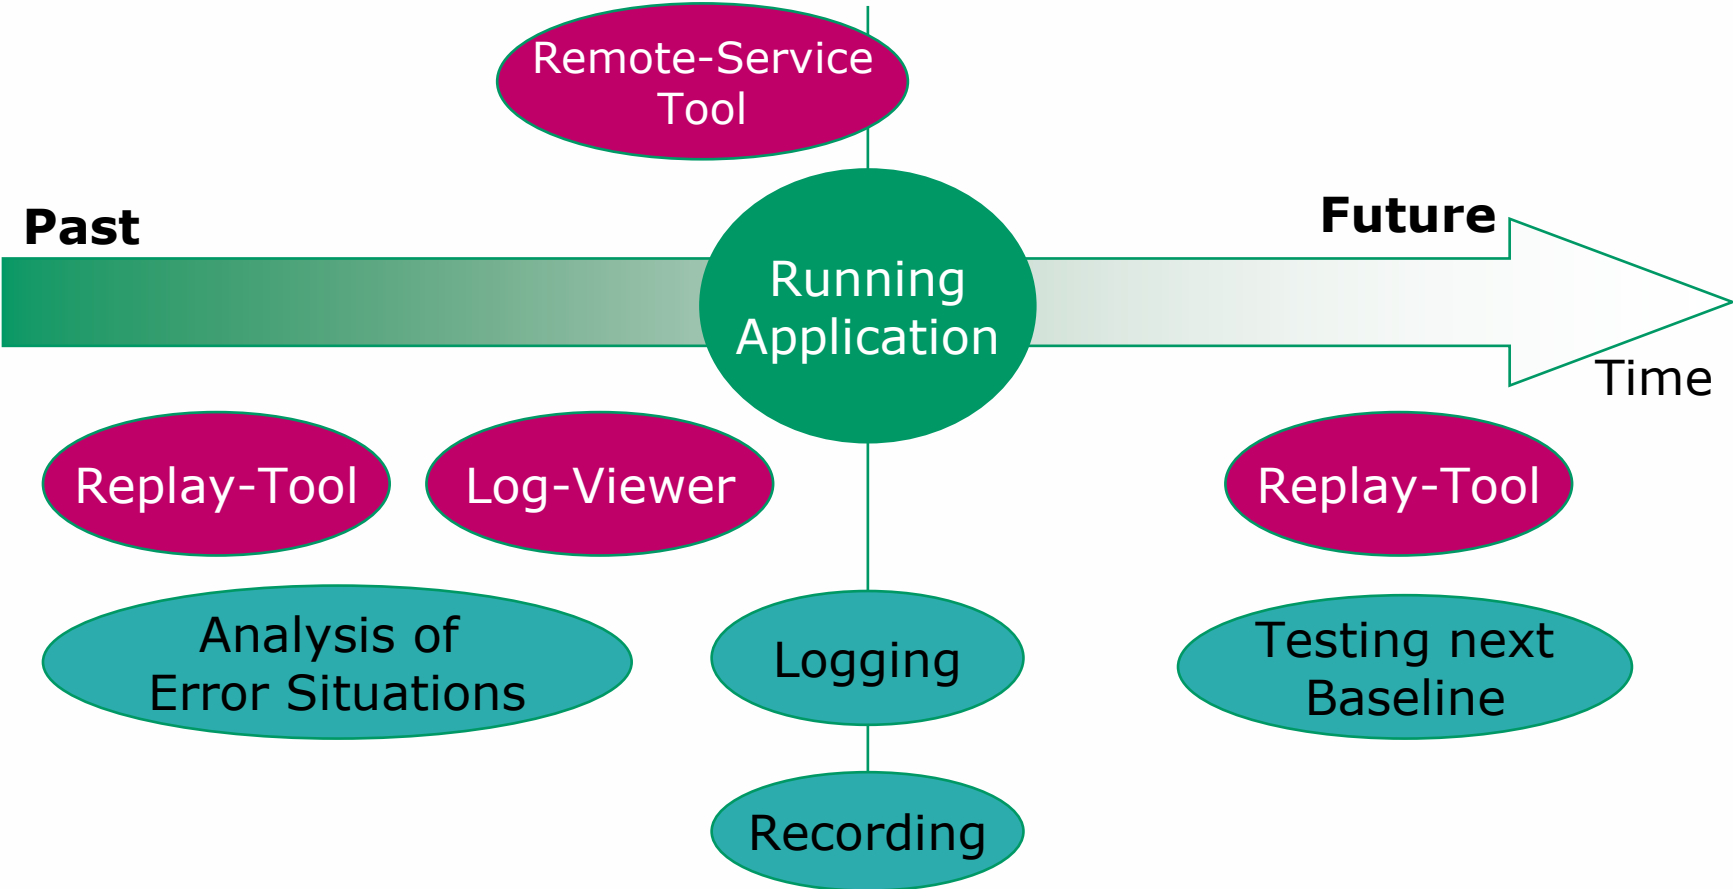 Remote-Service
Tool
Past
Future
Running
Application
Time
Replay-Tool
Log-Viewer
Replay-Tool
Analysis of
Error Situations
Logging
Testing next
Baseline
Recording